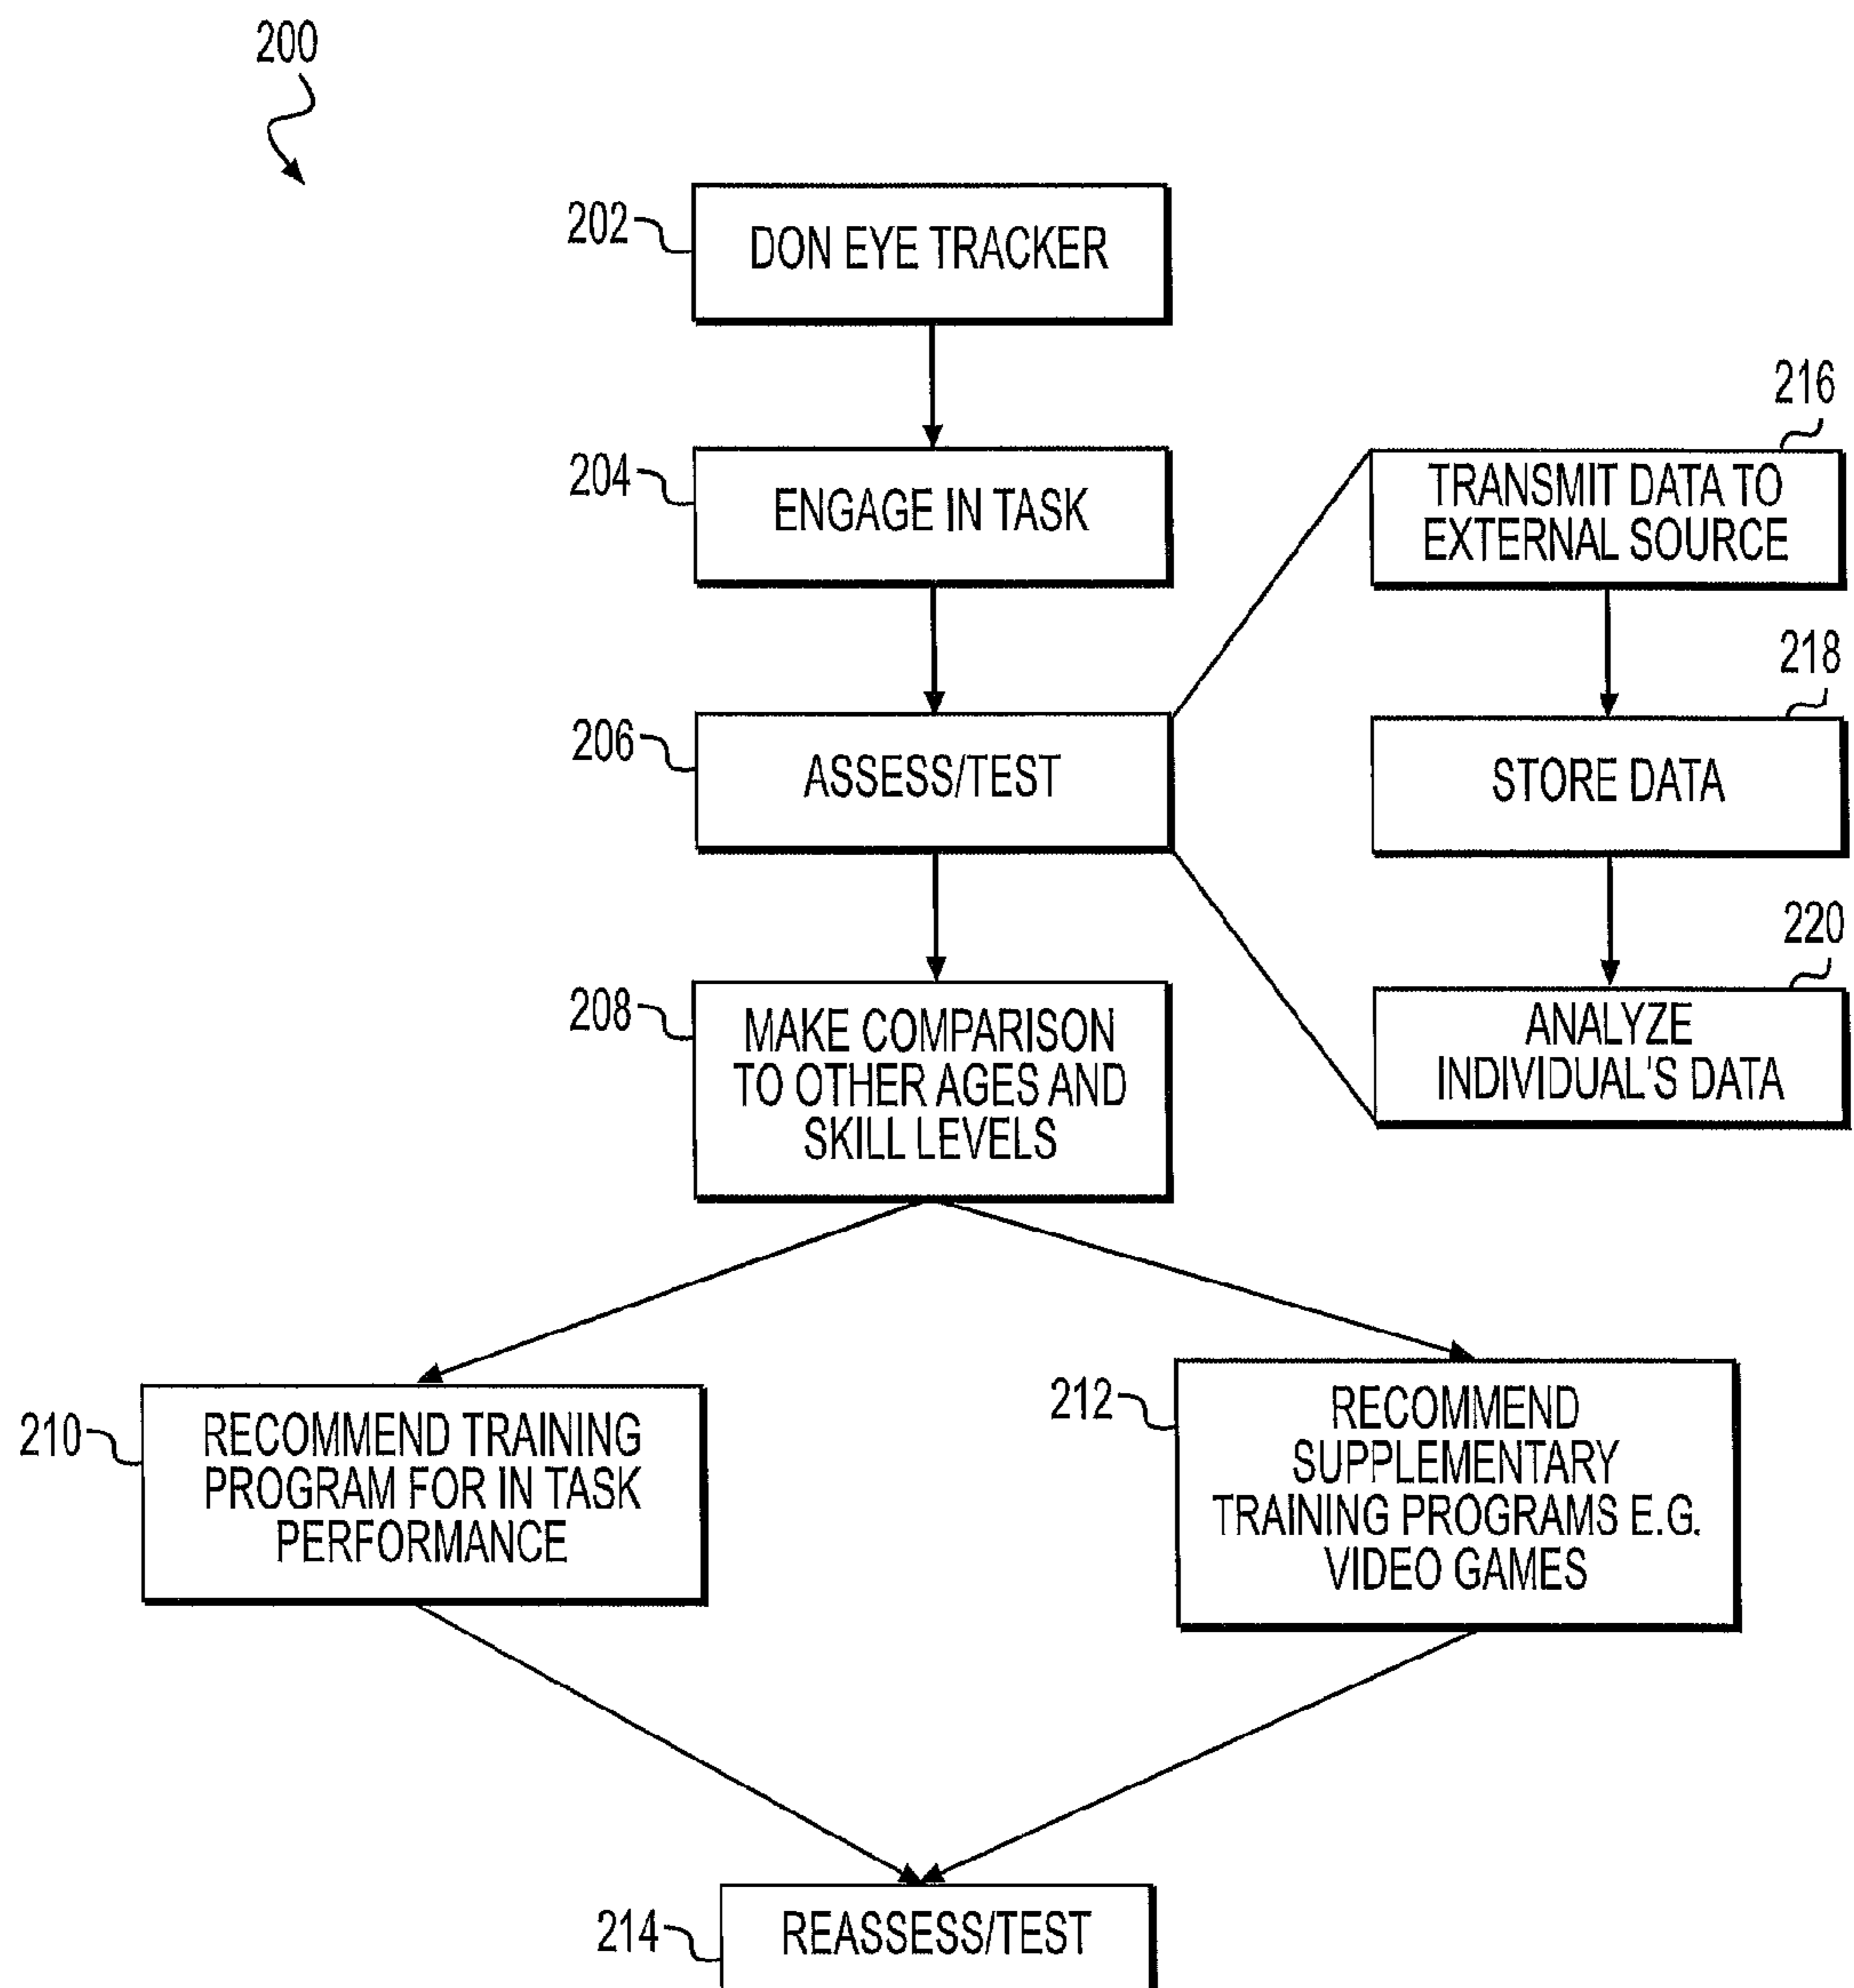 200
202
DON EYE TRACKER
204
ENGAGE IN TASK
216
TRANSMIT DATA TO
EXTERNAL SOURCE
206
ASSESS/TEST
218
STORE DATA
208
MAKE COMPARISON
TO OTHER AGES AND
SKILL LEVELS
220
ANALYZE
INDIVIDUAL'S DATA
210
RECOMMEND TRAINING
PROGRAM FOR IN TASK
PERFORMANCE
212
RECOMMEND
SUPPLEMENTARY
TRAINING PROGRAMS E.G.
VIDEO GAMES
214
REASSESS/TEST